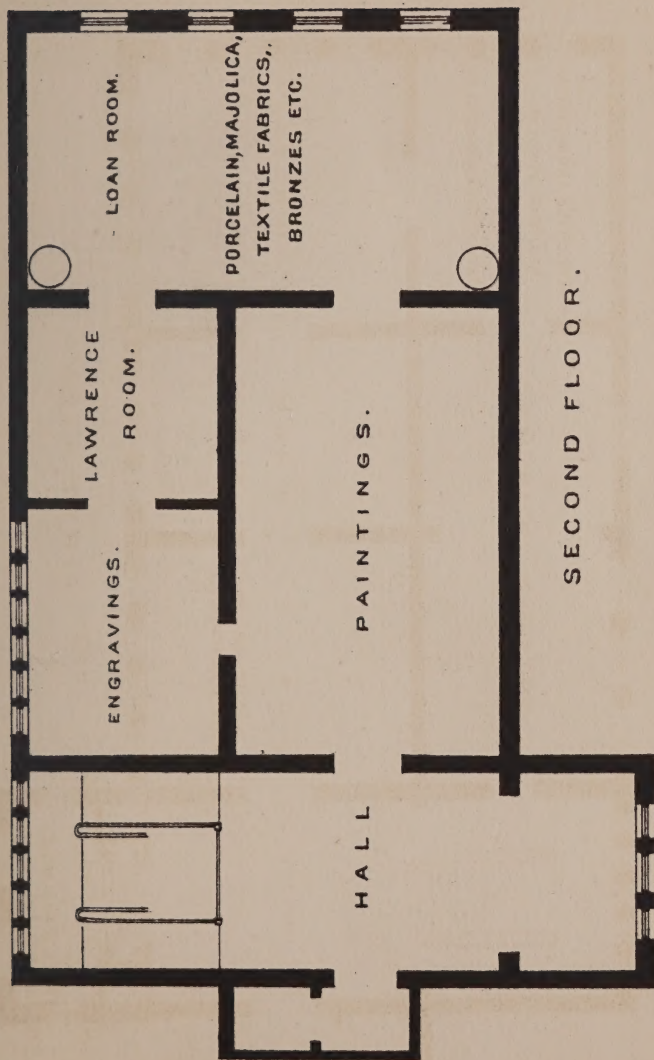 LOAN ROOM.
PORCELAIN, MAJOLICA,
TEXTILE FABRICS,
BRONZES ETC.
LAWRENCE
ROOM.
ENGRAVINGS.
PAINTINGS.
HALL
SECOND FLOOR.